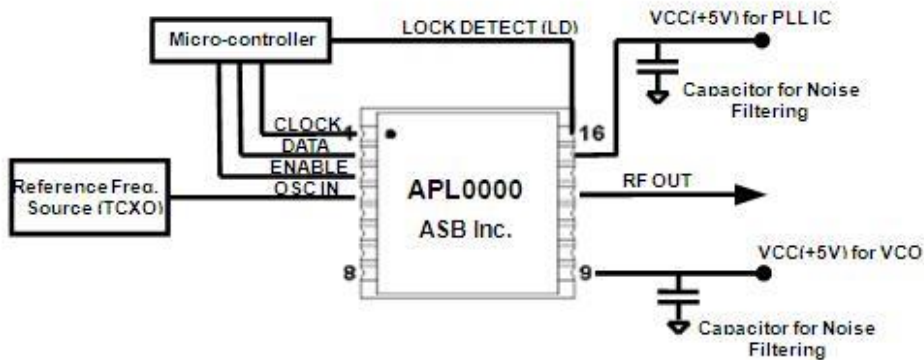 VCC(+5V) for PLL IC
Micro-controller
LOCK DETECT (LD)
Capacitor for Noise
Filtering
CLOCK
1
16
DATA
ENABLE
OSC IN
Reference Freq.
Source (TCXO)
APL0000
ASB Inc.
RF OUT
VCC(+5V) for VCO
8
9
Capacitor for Noise
Filtering